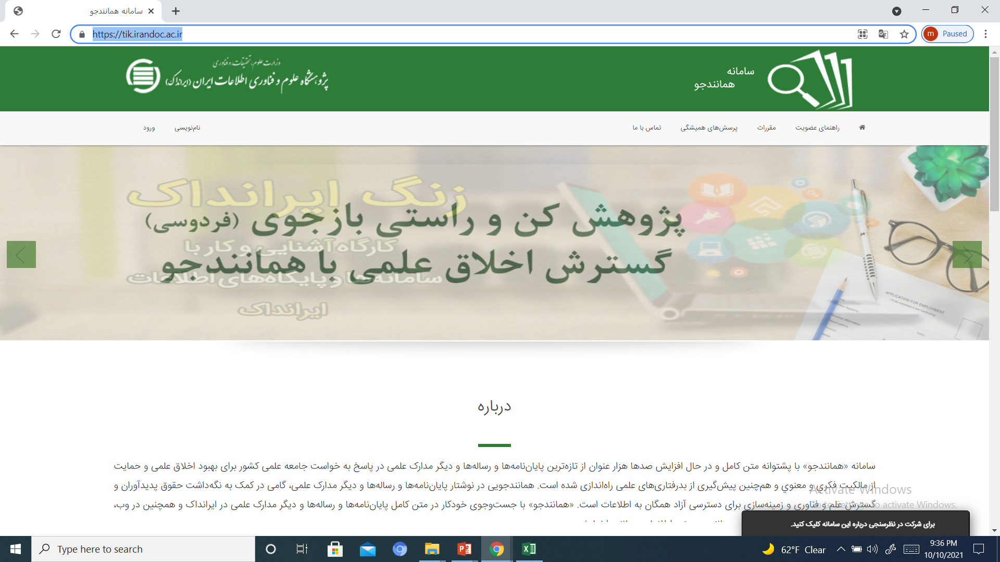 سامانه همانندجو
https://tik.irandoc.ac.ir
m Paused
سامانه
همانندجو
وزارت علوم، تحقیقات، و فناوری
پژوهشگاه علوم و فناوری اطلاعات ایران (ایرانداک)
راهنمای عضویت
مقررات
پرسش‌های همیشگی
تماس با ما
نام‌نویسی
ورود
زنگ ایرانداک
پژوهش کن و راستی بازجوی (فردوسی)
کارگاه آشنایی و کار با
گسترش اخلاق علمی با همانندجو
سامانه‌ها و پایگاه‌های اطلاعات
ایرانداک
APPLICATION FOR EMPLOYMENT
درباره
سامانه «همانندجو» با پشتوانه متن کامل و در حال افزایش صدها هزار عنوان از تازه‌ترین پایان‌نامه‌ها و رساله‌ها و دیگر مدارک علمی در پاسخ به خواست جامعه علمی کشور برای بهبود اخلاق علمی و حمایت
از مالکیت فکري و معنوي و هم‌چنین پیش‌گیری از بدرفتاری‌های علمی راه‌اندازی شده است. همانندجویی در نوشتار پایان‌نامه‌ها و رساله‌ها و دیگر مدارک علمی، گامی در کمک به نگه‌داشت حقوق پدیدآوران و
گسترش علم و فناوری و زمینه‌سازی برای دسترسی آزاد همگان به اطلاعات است. «همانندجو» با جست‌وجوی خودکار در متن کامل پایان‌نامه‌ها و رساله‌ها و دیگر مدارک علمی در ایرانداک و همچنین در وب،
Activate Windows
Go to Settings to activate Windows.
برای شرکت در نظرسنجی درباره این سامانه کلیک کنید.
Type here to search
62°F Clear
9:36 PM
10/10/2021